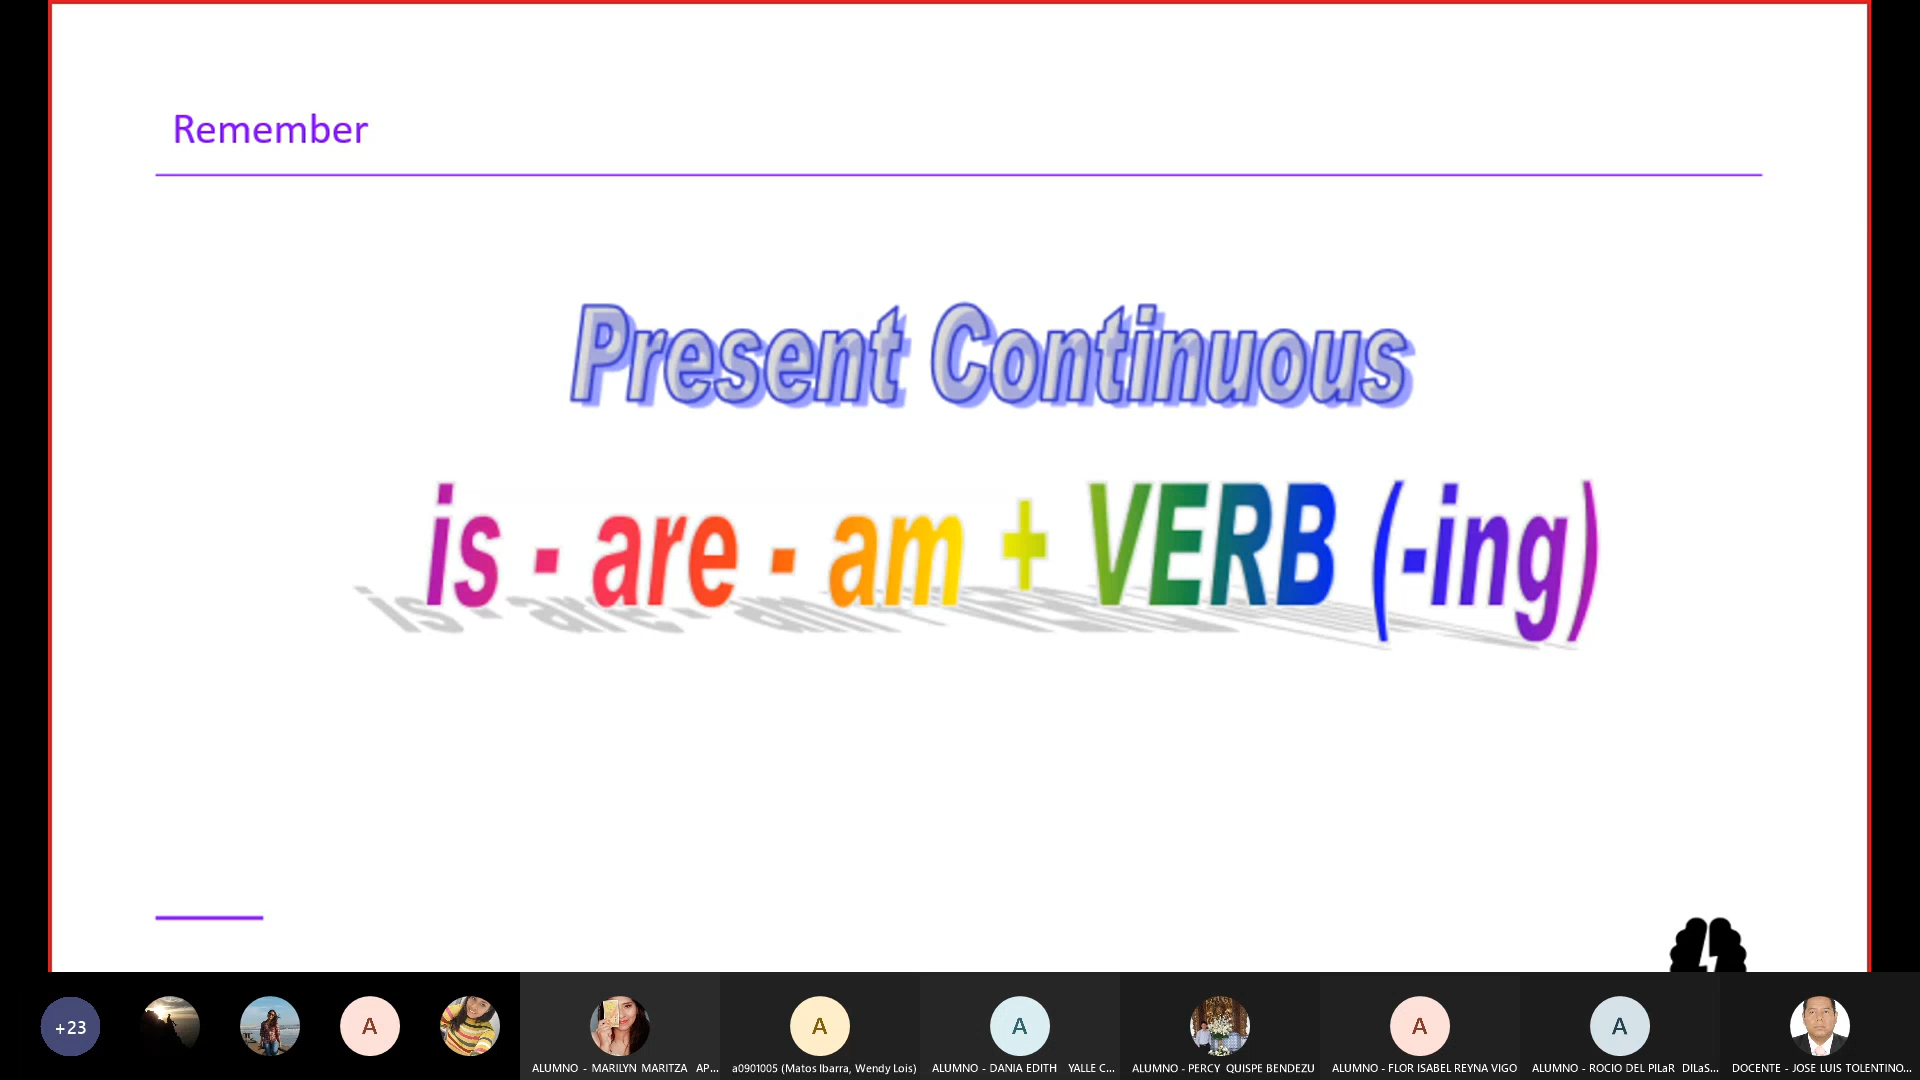 Remember
Present Continuous
is - are - am + VERB (-ing)
+23
A
A
A
A
A
ALUMNO - MARILYN MARITZA AP...
a0901005 (Matos Ibarra, Wendy Lois)
ALUMNO - DANIA EDITH YALLE C...
ALUMNO - PERCY QUISPE BENDEZU
ALUMNO - FLOR ISABEL REYNA VIGO
ALUMNO - ROCIO DEL PILaR DILaS...
DOCENTE - JOSE LUIS TOLENTINO...